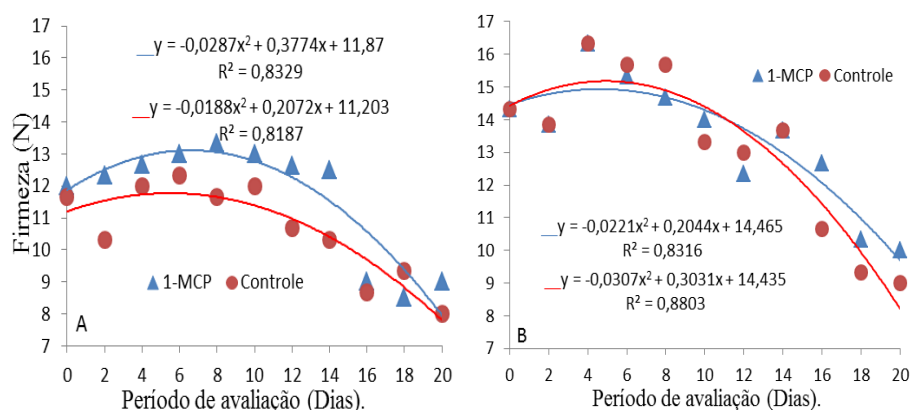 17
16
15
14
13
12
11
10
9
8
7
Firmeza (N)
y = -0,0287x² + 0,3774x + 11,87
R² = 0,8329
y = -0,0188x² + 0,2072x + 11,203
R² = 0,8187
1-MCP Controle
A
0 2 4 6 8 10 12 14 16 18 20
Período de avaliação (Dias).
17
16
15
14
13
12
11
10
9
8
7
1-MCP Controle
y = -0,0221x² + 0,2044x + 14,465
R² = 0,8316
y = -0,0307x² + 0,3031x + 14,435
R² = 0,8803
B
0 2 4 6 8 10 12 14 16 18 20
Período de avaliação (Dias).